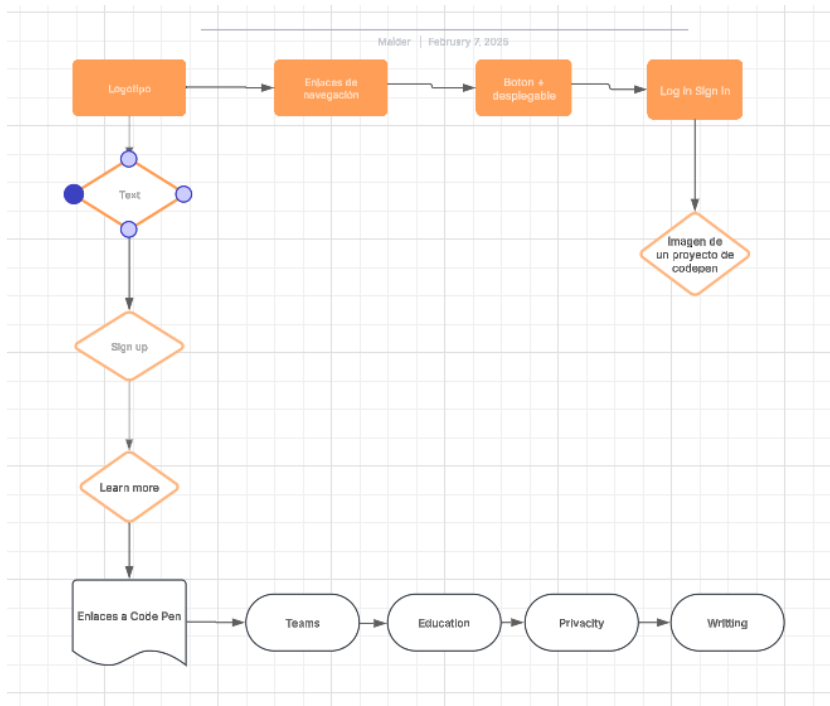 Maider | February 7, 2025
Logotipo
Enlaces de
navegación
Boton +
desplegable
Log In Sign In
Text
Imagen de
un proyecto de
codepen
Sign up
Learn more
Enlaces a Code Pen
Teams
Education
Privacity
Writting